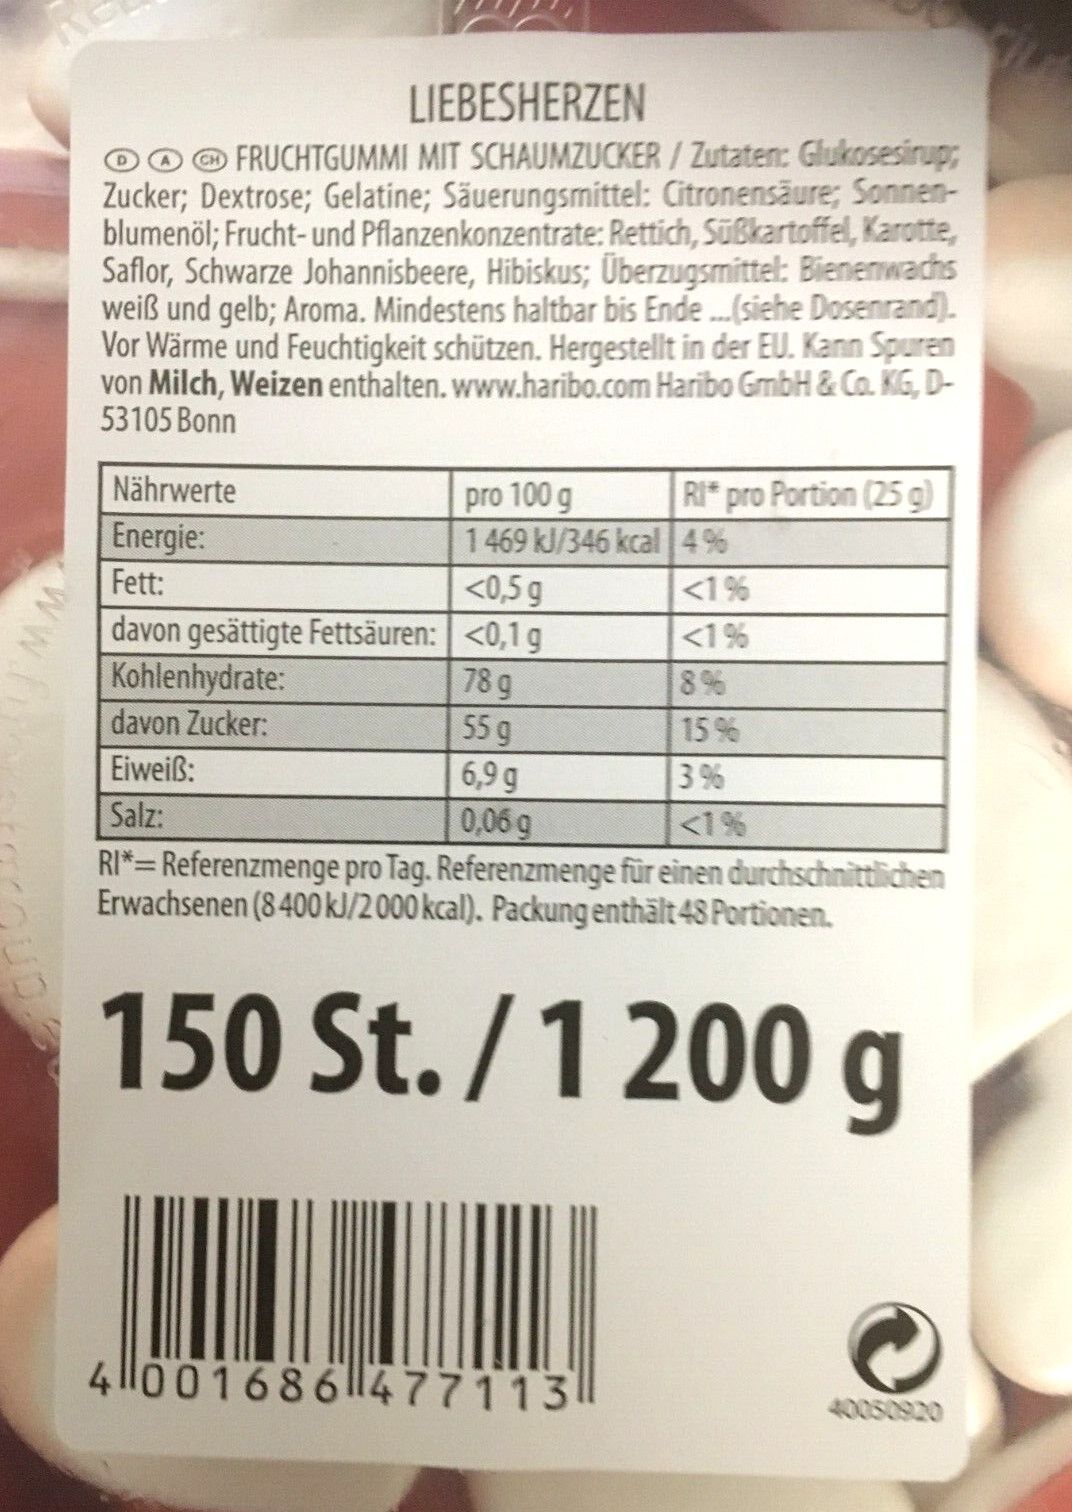 LIEBESHERZEN
D A CH FRUCHTGUMMI MIT SCHAUMZUCKER / Zutaten: Glukosesirup;
Zucker; Dextrose; Gelatine; Säuerungsmittel: Citronensäure; Sonnen-
blumenöl; Frucht- und Pflanzenkonzentrate: Rettich, Süßkartoffel, Karotte,
Saflor, Schwarze Johannisbeere, Hibiskus; Überzugsmittel: Bienenwachs
weiß und gelb; Aroma. Mindestens haltbar bis Ende ...(siehe Dosenrand).
Vor Wärme und Feuchtigkeit schützen. Hergestellt in der EU. Kann Spuren
von Milch, Weizen enthalten. www.haribo.com Haribo GmbH & Co. KG, D-
53105 Bonn
Nährwerte pro 100 g RI* pro Portion (25 g)
Energie: 1 469 kJ/346 kcal 4 %
Fett: <0,5 g <1 %
davon gesättigte Fettsäuren: <0,1 g <1 %
Kohlenhydrate: 78 g 8 %
davon Zucker: 55 g 15 %
Eiweiß: 6,9 g 3 %
Salz: 0,06 g <1 %
RI*= Referenzmenge pro Tag. Referenzmenge für einen durchschnittlichen
Erwachsenen (8 400 kJ/2 000 kcal). Packung enthält 48 Portionen.
150 St. / 1 200 g
4 001686 477113
40050920